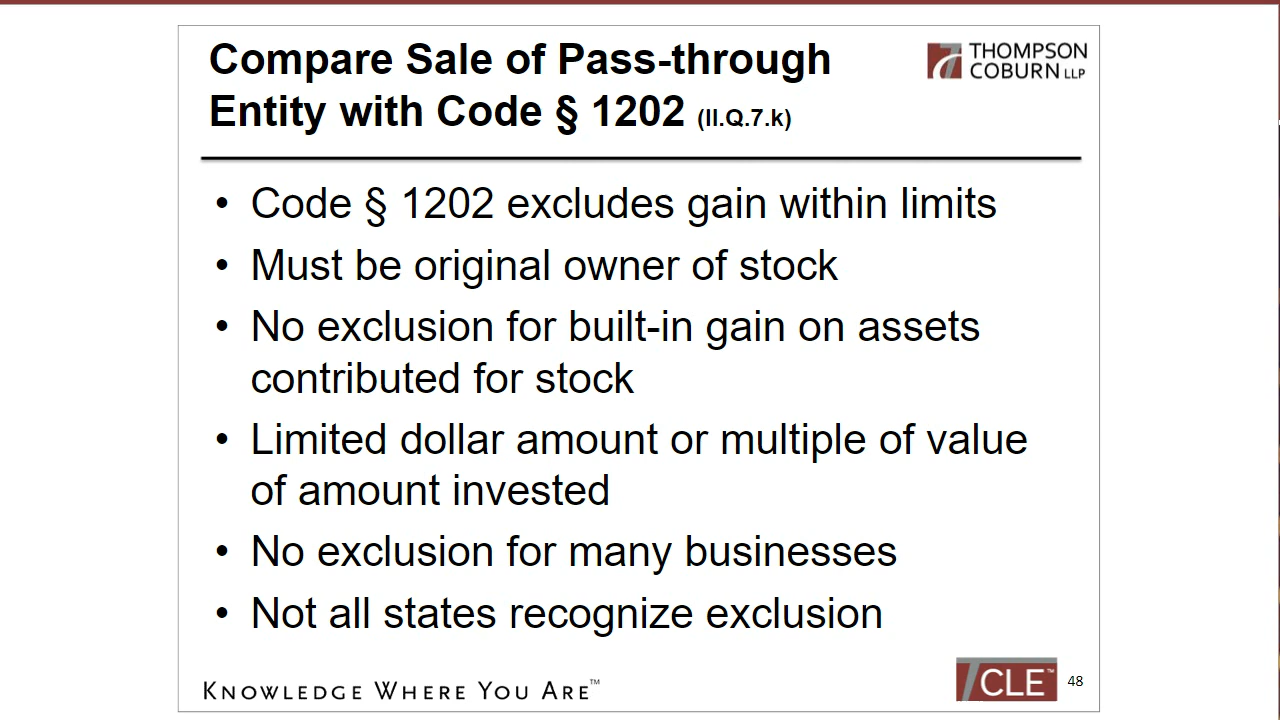 Compare Sale of Pass-through
Entity with Code § 1202 (II.Q.7.k)
THOMPSON
COBURN LLP
• Code § 1202 excludes gain within limits
• Must be original owner of stock
• No exclusion for built-in gain on assets
contributed for stock
• Limited dollar amount or multiple of value
of amount invested
• No exclusion for many businesses
• Not all states recognize exclusion
KNOWLEDGE WHERE YOU ARE™
TCLE™ 48